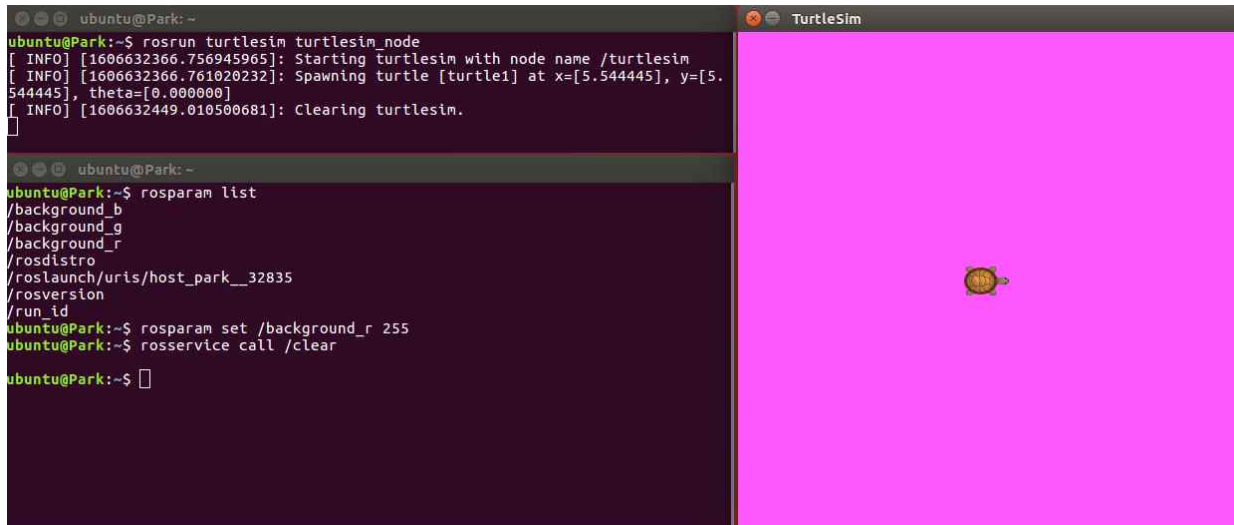 ubuntu@Park: ~
ubuntu@Park:~$ rosrun turtlesim turtlesim_node
[ INFO] [1606632366.756945965]: Starting turtlesim with node name /turtlesim
[ INFO] [1606632366.761020232]: Spawning turtle [turtle1] at x=[5.544445], y=[5.
544445], theta=[0.000000]
[ INFO] [1606632449.010500681]: Clearing turtlesim.
ubuntu@Park: ~
ubuntu@Park:~$ rosparam list
/background_b
/background_g
/background_r
/rosdistro
/roslaunch/uris/host_park__32835
/rosversion
/run_id
ubuntu@Park:~$ rosparam set /background_r 255
ubuntu@Park:~$ rosservice call /clear
ubuntu@Park:~$
TurtleSim